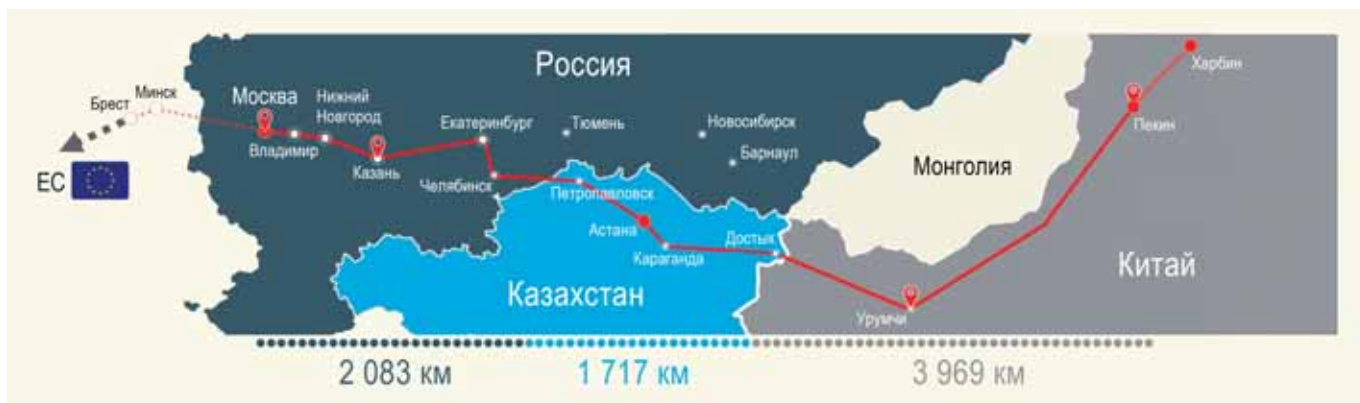 Россия
Харбин
Минск
Брест
Москва
Нижний
Новгород
Екатеринбург
Тюмень
Новосибирск
Пекин
Владимир
Казань
Барнаул
Монголия
ЕС
Челябинск
Петропавловск
Астана
Достык
Караганда
Казахстан
Китай
Урумчи
2 083 км
1 717 км
3 969 км